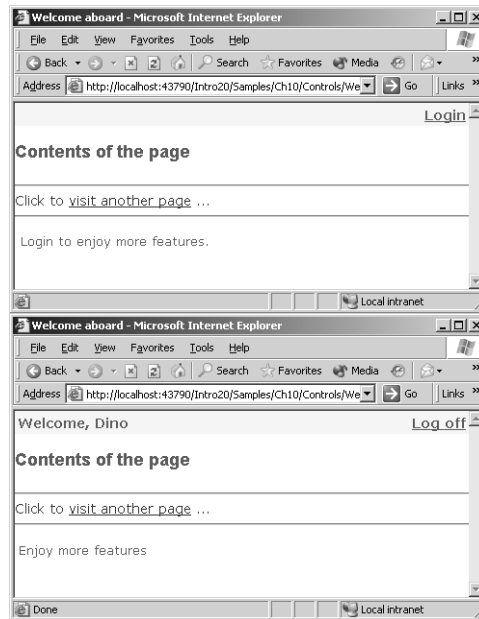 Welcome aboard - Microsoft Internet Explorer
File Edit View Favorites Tools Help
Back Search Favorites Media »
Address http://localhost:43790/Intro20/Samples/Ch10/Controls/We Go Links »
Login
Contents of the page
Click to visit another page ...
Login to enjoy more features.
Local intranet
Welcome aboard - Microsoft Internet Explorer
File Edit View Favorites Tools Help
Back Search Favorites Media »
Address http://localhost:43790/Intro20/Samples/Ch10/Controls/We Go Links »
Welcome, Dino Log off
Contents of the page
Click to visit another page ...
Enjoy more features
Done Local intranet